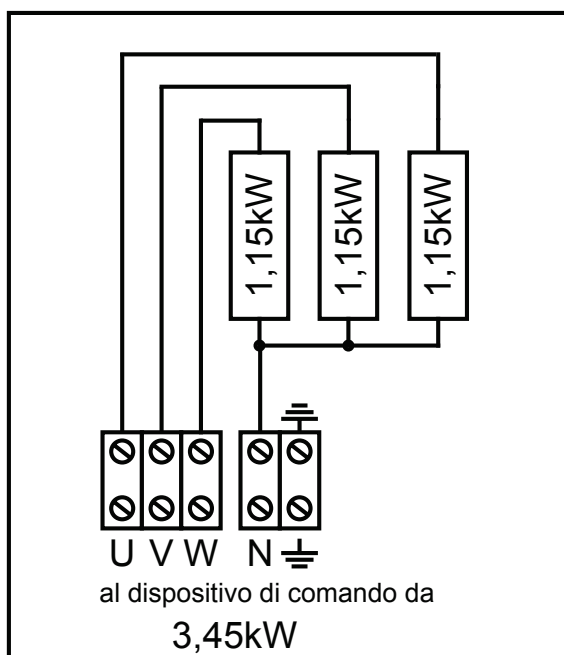 1,15kW
1,15kW
1,15kW
U V W N
al dispositivo di comando da
3,45kW